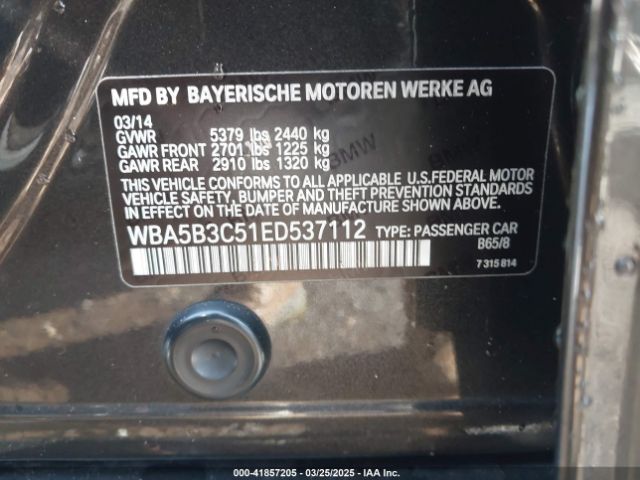 MFD BY BAYERISCHE MOTOREN WERKE AG
03/14
GVWR 5379 lbs 2440 kg
GAWR FRONT 2701 lbs 1225 kg
GAWR REAR 2910 lbs 1320 kg
THIS VEHICLE CONFORMS TO ALL APPLICABLE U.S.FEDERAL MOTOR
VEHICLE SAFETY, BUMPER AND THEFT PREVENTION STANDARDS
IN EFFECT ON THE DATE OF MANUFACTURE SHOWN ABOVE.
WBA5B3C51ED537112 TYPE: PASSENGER CAR
B65/8
7 315 814
BMW
000-41857205 - 03/25/2025 - IAA Inc.